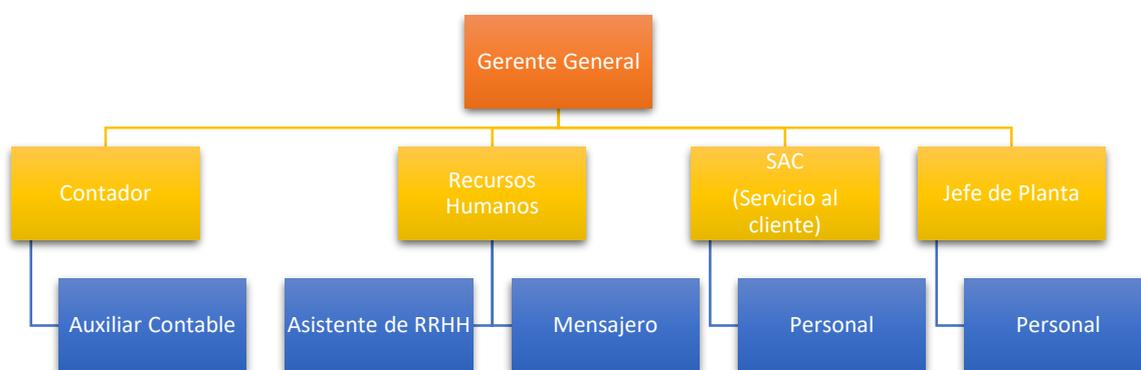 Gerente General
Contador
Recursos
Humanos
SAC
(Servicio al
cliente)
Jefe de Planta
Auxiliar Contable
Asistente de RRHH
Mensajero
Personal
Personal